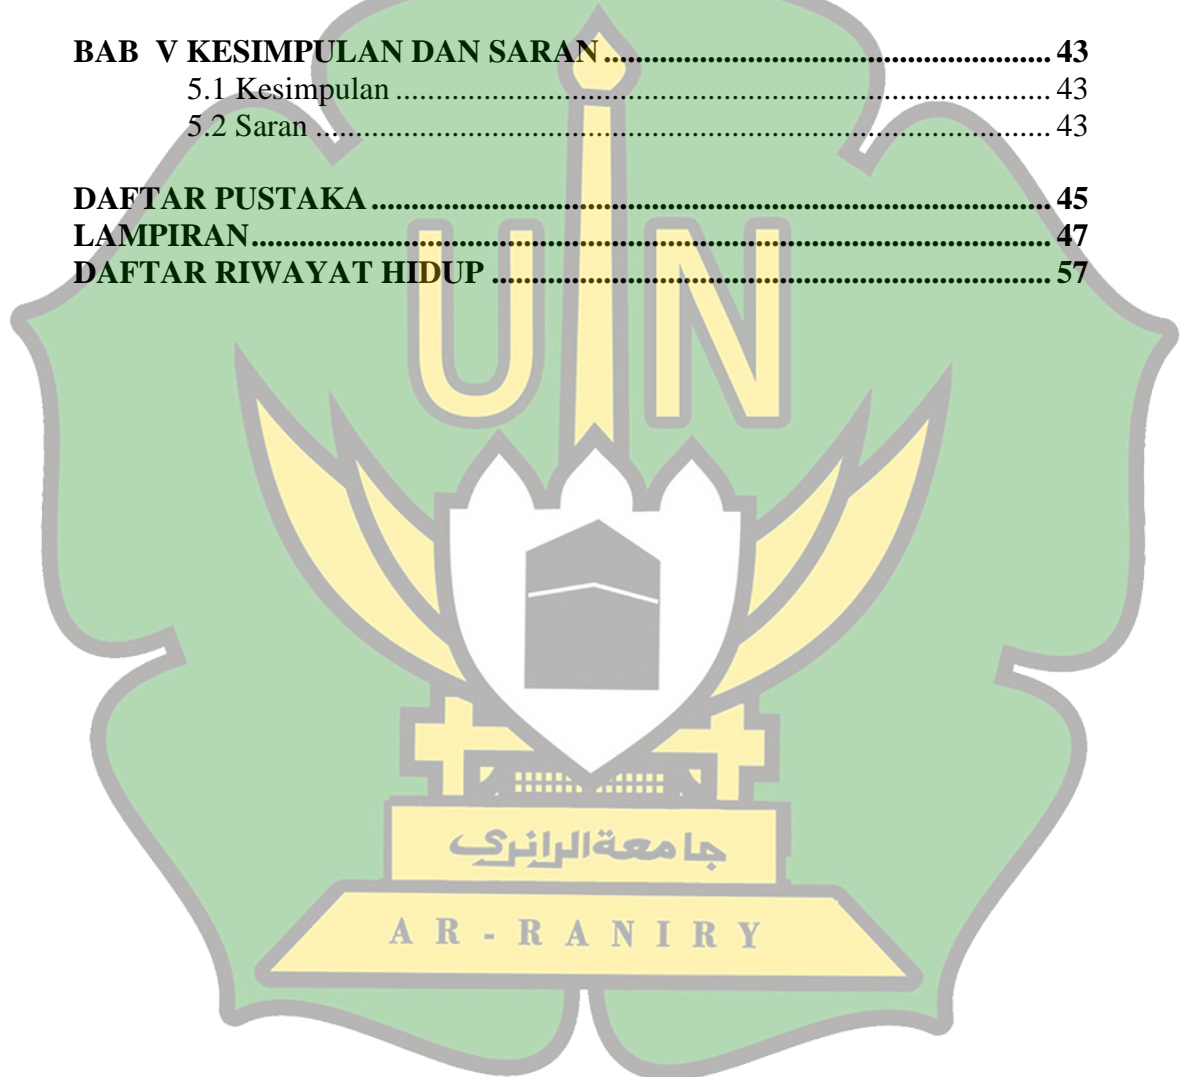 BAB  V KESIMPULAN DAN SARAN ........................................................ 43
5.1 Kesimpulan ................................................................................. 43
5.2 Saran ............................................................................................ 43
DAFTAR PUSTAKA ..................................................................................... 45
LAMPIRAN.................................................................................................... 47
DAFTAR RIWAYAT HIDUP ...................................................................... 57
UIN
جامعةالرانري
AR-RANIRY